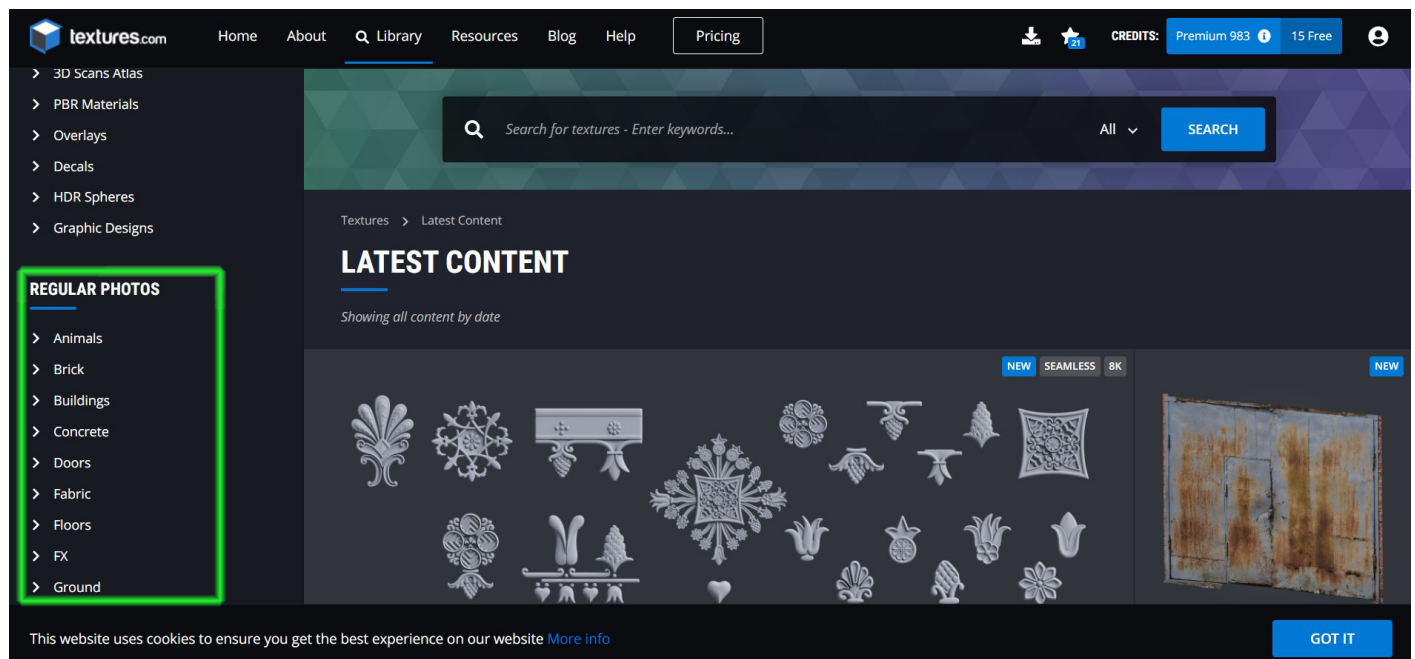 textures.com
Home
About
Library
Resources
Blog
Help
Pricing
21
CREDITS:
Premium 983
15 Free
3D Scans Atlas
PBR Materials
Overlays
Decals
HDR Spheres
Graphic Designs
REGULAR PHOTOS
Animals
Brick
Buildings
Concrete
Doors
Fabric
Floors
FX
Ground
Search for textures - Enter keywords...
All
SEARCH
Textures > Latest Content
LATEST CONTENT
Showing all content by date
NEW SEAMLESS 8K
NEW
This website uses cookies to ensure you get the best experience on our website More info
GOT IT